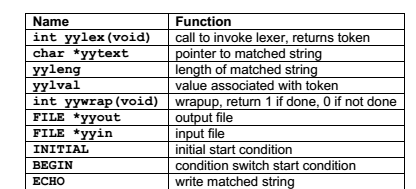 Name Function
int yylex(void) call to invoke lexer, returns token
char *yytext pointer to matched string
yyleng length of matched string
yylval value associated with token
int yywrap(void) wrapup, return 1 if done, 0 if not done
FILE *yyout output file
FILE *yyin input file
INITIAL initial start condition
BEGIN condition switch start condition
ECHO write matched string